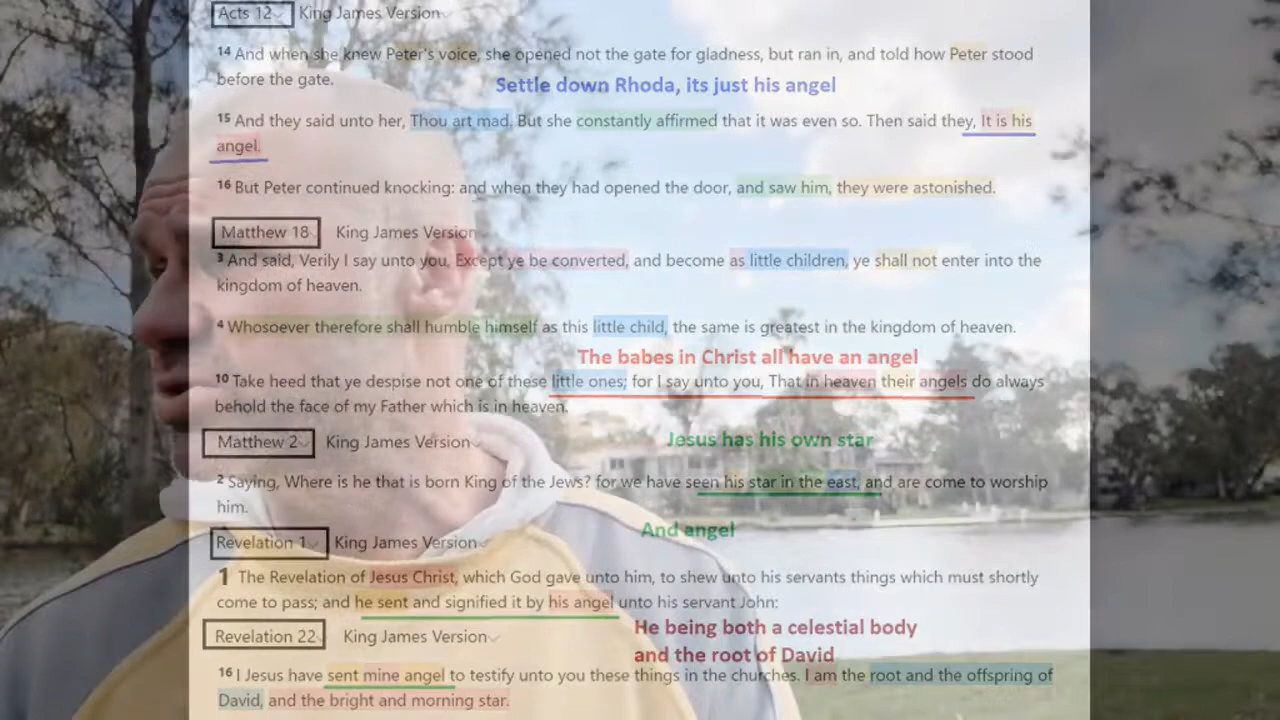 Acts 12 King James Version
14 And when she knew Peter's voice, she opened not the gate for gladness, but ran in, and told how Peter stood
before the gate.
Settle down Rhoda, its just his angel
15 And they said unto her, Thou art mad. But she constantly affirmed that it was even so. Then said they, It is his
angel.
16 But Peter continued knocking: and when they had opened the door, and saw him, they were astonished.
Matthew 18 King James Version
3 And said, Verily I say unto you, Except ye be converted, and become as little children, ye shall not enter into the
kingdom of heaven.
4 Whosoever therefore shall humble himself as this little child, the same is greatest in the kingdom of heaven.
The babes in Christ all have an angel
10 Take heed that ye despise not one of these little ones; for I say unto you, That in heaven their angels do always
behold the face of my Father which is in heaven.
Matthew 2 King James Version
Jesus has his own star
2 Saying, Where is he that is born King of the Jews? for we have seen his star in the east, and are come to worship
him.
And angel
Revelation 1 King James Version
1 The Revelation of Jesus Christ, which God gave unto him, to shew unto his servants things which must shortly
come to pass; and he sent and signified it by his angel unto his servant John:
Revelation 22 King James Version
He being both a celestial body
and the root of David
16 I Jesus have sent mine angel to testify unto you these things in the churches. I am the root and the offspring of
David, and the bright and morning star.